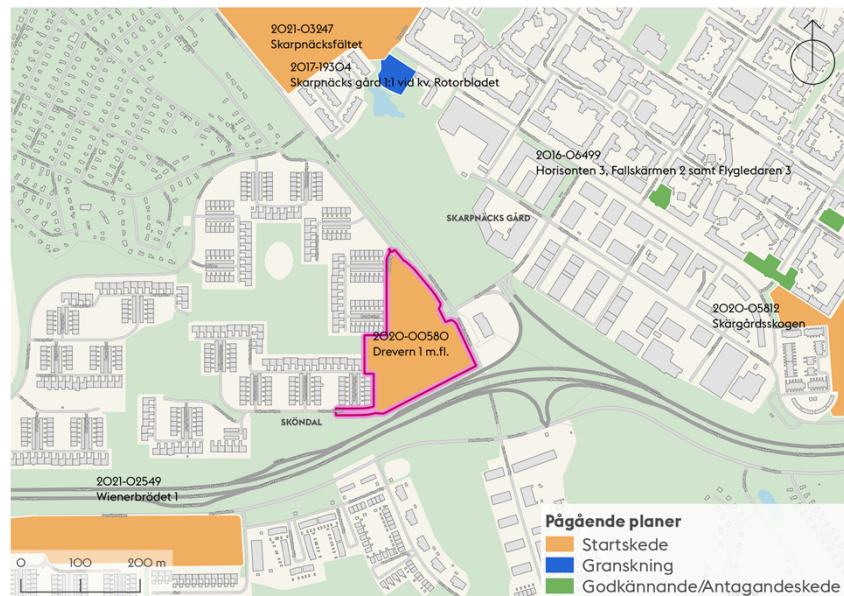 2021-03247
Skarpnäcksfältet
2017-19304
Skarpnäcks gård 1:1 vid kv, Rotorbladet
2016-06499
Horisonten 3, Fallskärmen 2 samt Flygledaren 3
SKARPNÄCKS GÅRD
2020-05812
Skärgårdsskogen
2020-00580
Drevern 1 m.fl.
SKÖNDAL
2021-02549
Wienerbrödet 1
Pågående planer
Startskede
Granskning
Godkännande/Antagandeskede
0 100 200 m